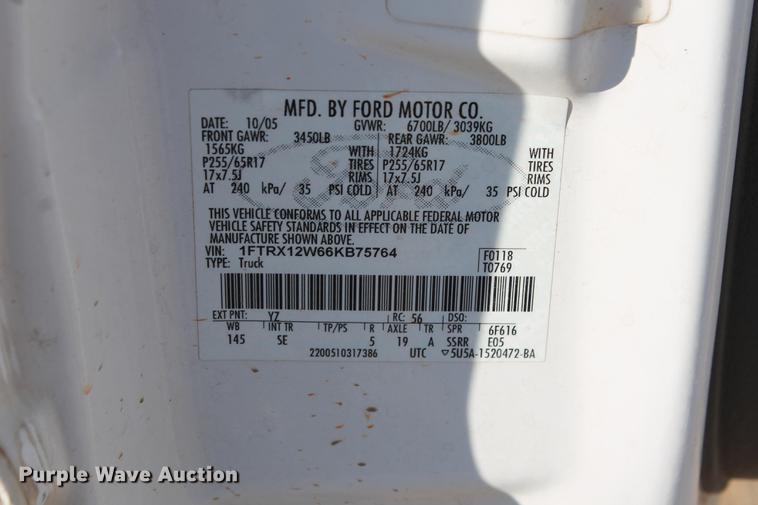 MFD. BY FORD MOTOR CO.
DATE: 10/05 GVWR: 6700LB/ 3039KG
FRONT GAWR: 3450LB REAR GAWR: 3800LB
1565KG WITH 1724KG WITH
P255/65R17 TIRES P255/65R17 TIRES
17x7.5J RIMS 17x7.5J RIMS
AT 240 kPa/ 35 PSI COLD AT 240 kPa/ 35 PSI COLD
Ford
THIS VEHICLE CONFORMS TO ALL APPLICABLE FEDERAL MOTOR
VEHICLE SAFETY STANDARDS IN EFFECT ON THE DATE OF
MANUFACTURE SHOWN ABOVE.
VIN: 1FTRX12W66KB75764 F0118
TYPE: Truck T0769
EXT PNT: YZ RC: 56 DSO:
WB INT TR TP/PS R AXLE TR SPR 6F616
145 SE 5 19 A SSRR E05
2200510317386 UTC ▽5U5A-1520472-BA
Purple Wave Auction
Purple Wave Auction